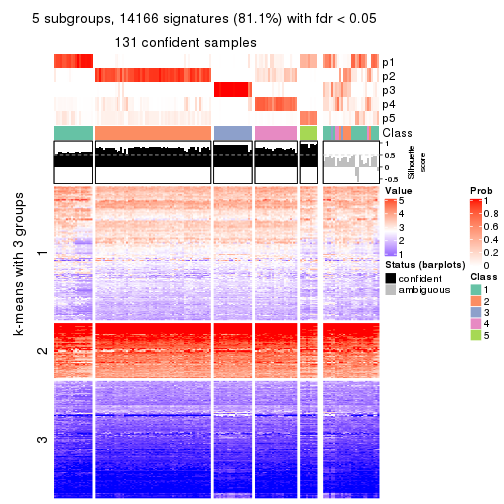 5 subgroups, 14166 signatures (81.1%) with fdr < 0.05
131 confident samples
p1
p2
p3
p4
p5
Class
1
0.5
0
-0.5
Silhouette
score
k-means with 3 groups
1
2
3
Value
5
4
3
2
1
Status (barplots)
confident
ambiguous
Prob
1
0.8
0.6
0.4
0.2
0
Class
1
2
3
4
5